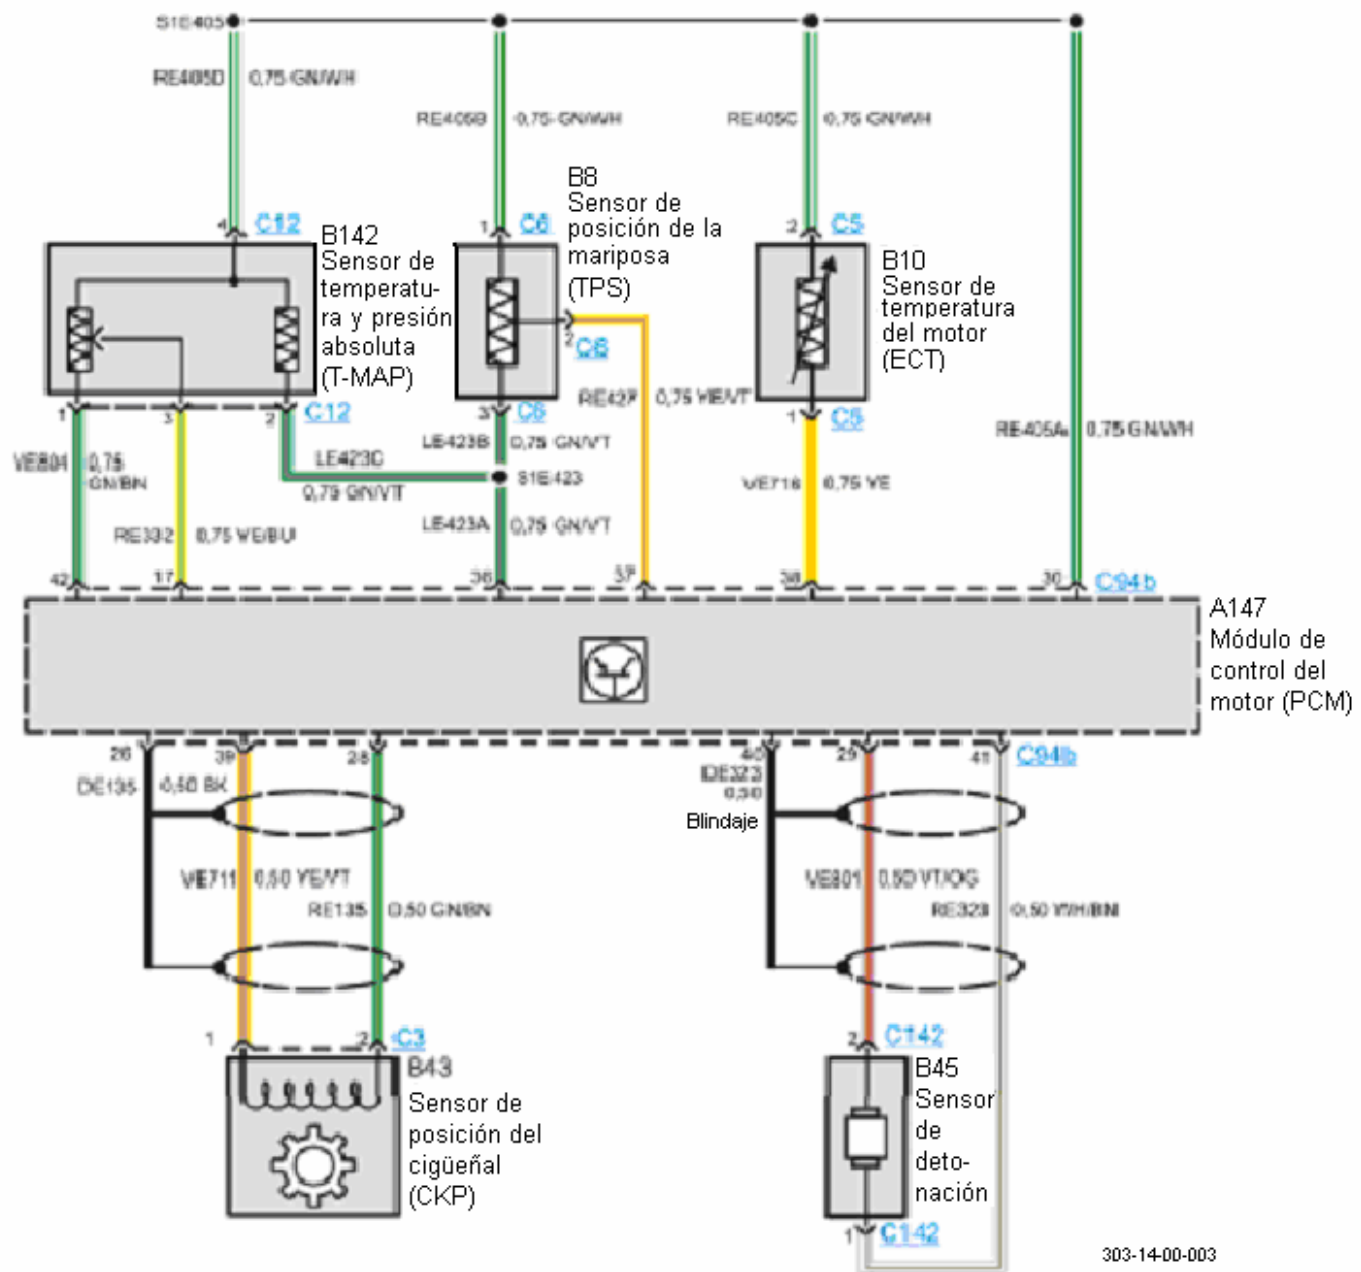 S1E405
RE405D 0,75 GN/WH
RE405B 0,75 GN/WH
RE405C 0,75 GN/WH
4 C12
1 C6
2 C5
B142
Sensor de
temperatu-
ra y presión
absoluta
(T-MAP)
B8
Sensor de
posición de la
mariposa
(TPS)
2
C6
B10
Sensor de
temperatura
del motor
(ECT)
1 3 2 C12
3 C6
1 C5
RE427 0,75 YE/VT
RE405A 0,75 GN/WH
0,75
GN/BN
LE423C
0,75 GN/VT
LE423B 0,75 GN/VT
S1E423
LE423A 0,75 GN/VT
RE332 0,75 YE/BU
VE716 0,75 YE
42 17 36 37 38 30 C94b
A147
Módulo de
control del
motor (PCM)
26 39 28 40 29 41 C94b
DE135 0,50 BK
DE323
0,50
Blindaje
VE711 0,50 YE/VT
RE135 0,50 GN/BN
VE801 0,50 VT/OG
RE323 0,50 WH/BN
1 2 C3
B43
Sensor de
posición del
cigüeñal
(CKP)
2 C142
B45
Sensor
de
deto-
nación
1 C142
303-14-00-003